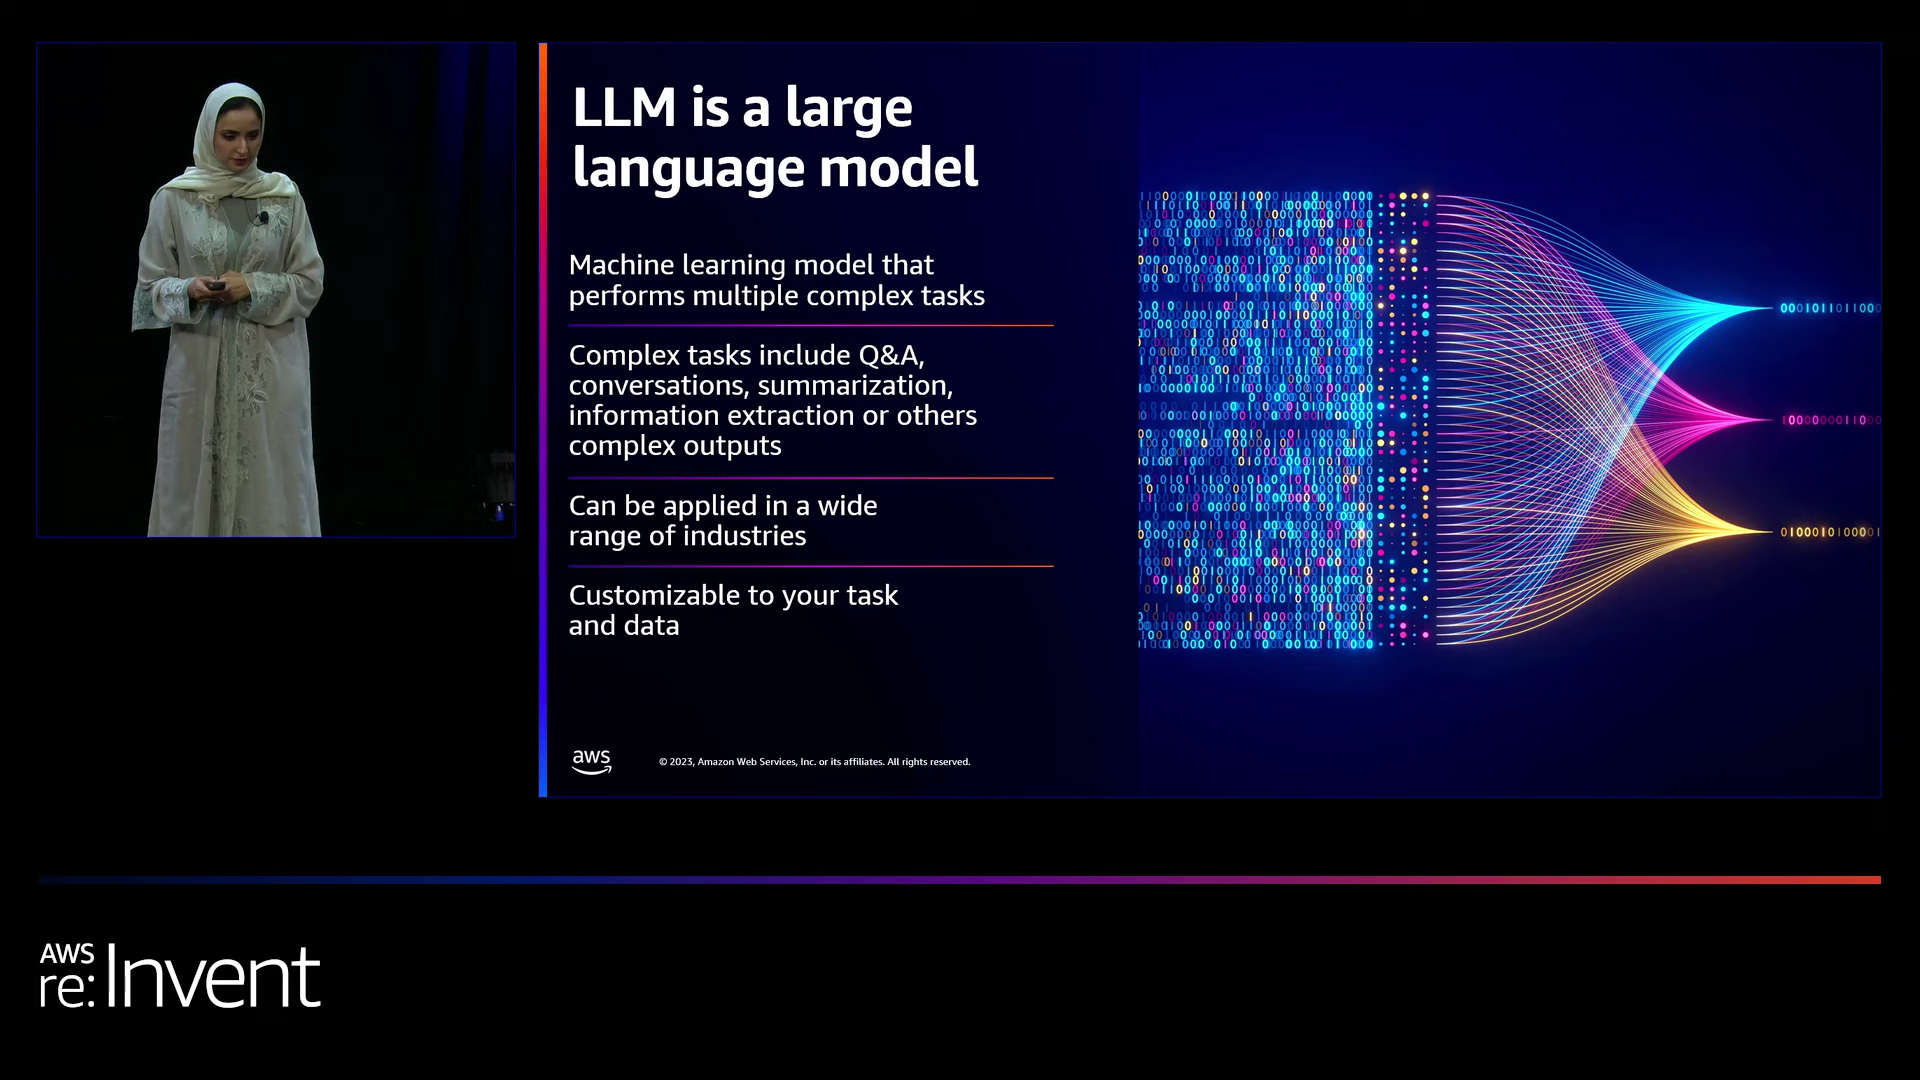 LLM is a large
language model
Machine learning model that
performs multiple complex tasks
Complex tasks include Q&A,
conversations, summarization,
information extraction or others
complex outputs
Can be applied in a wide
range of industries
Customizable to your task
and data
aws
© 2023, Amazon Web Services, Inc. or its affiliates. All rights reserved.
AWS
re:Invent